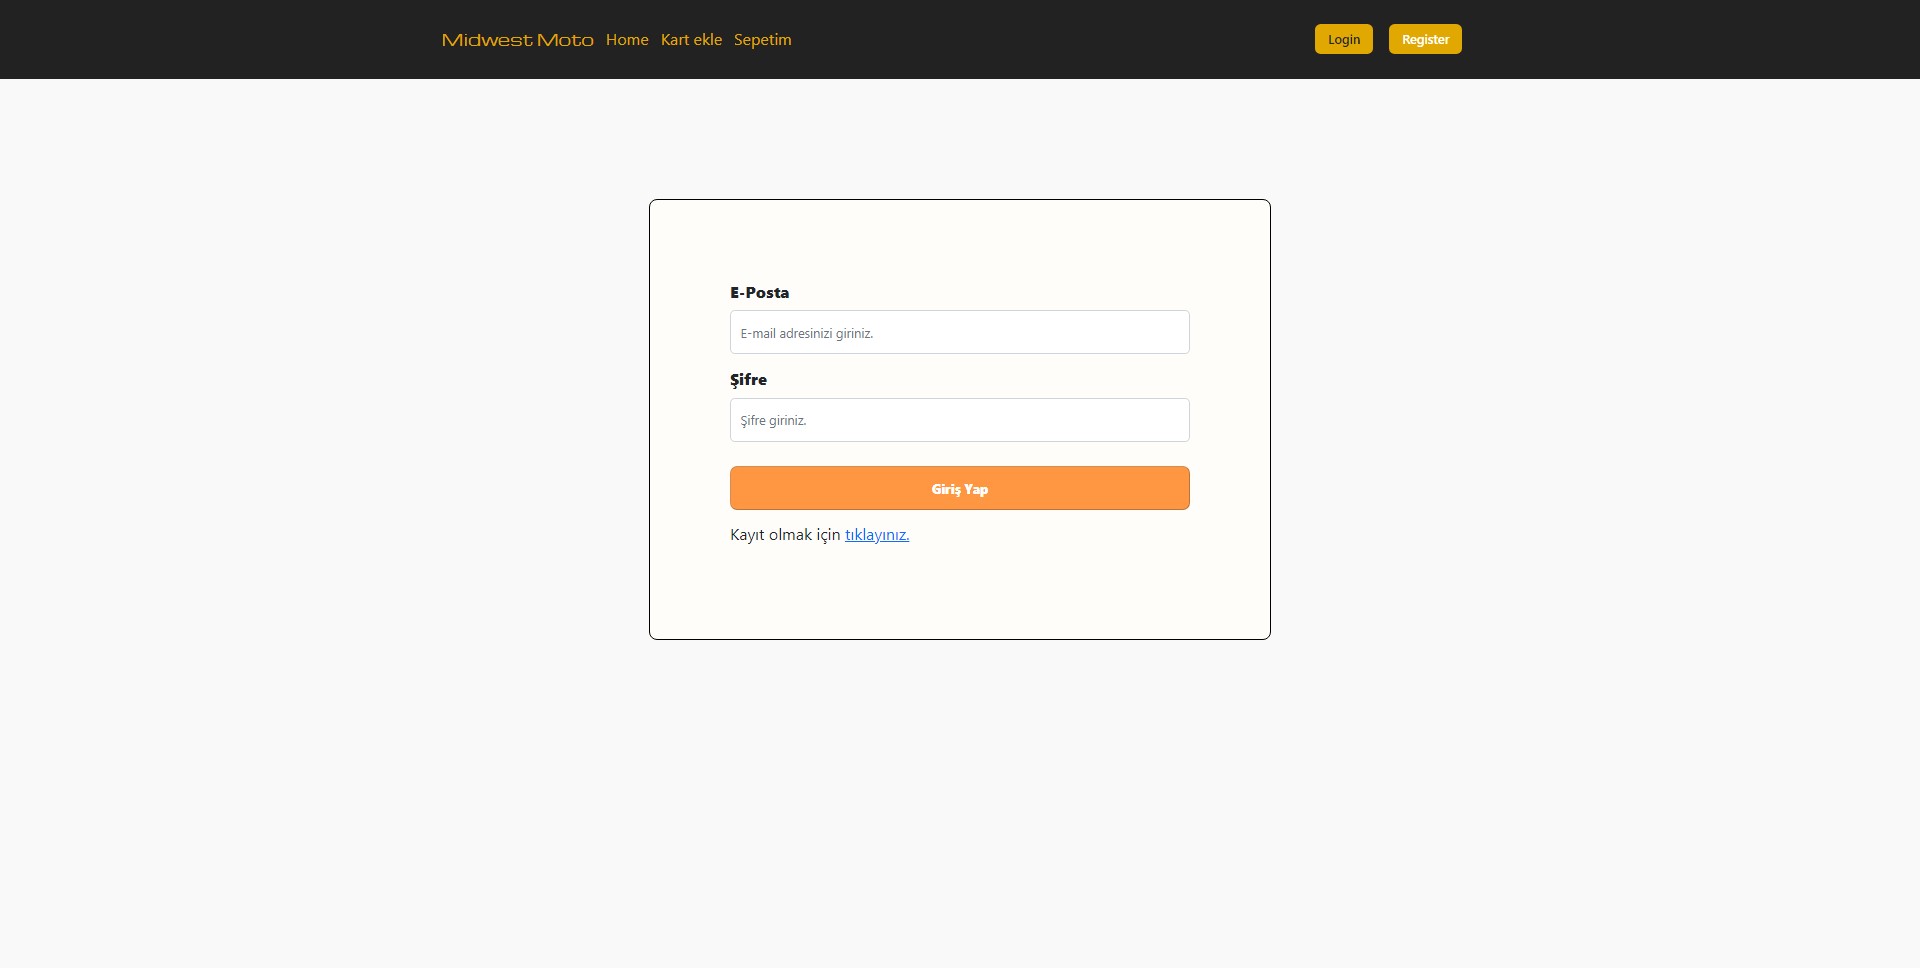 Midwest Moto Home Kart ekle Sepetim Login Register
E-Posta
E-mail adresinizi giriniz.
Şifre
Şifre giriniz.
Giriş Yap
Kayıt olmak için tıklayınız.